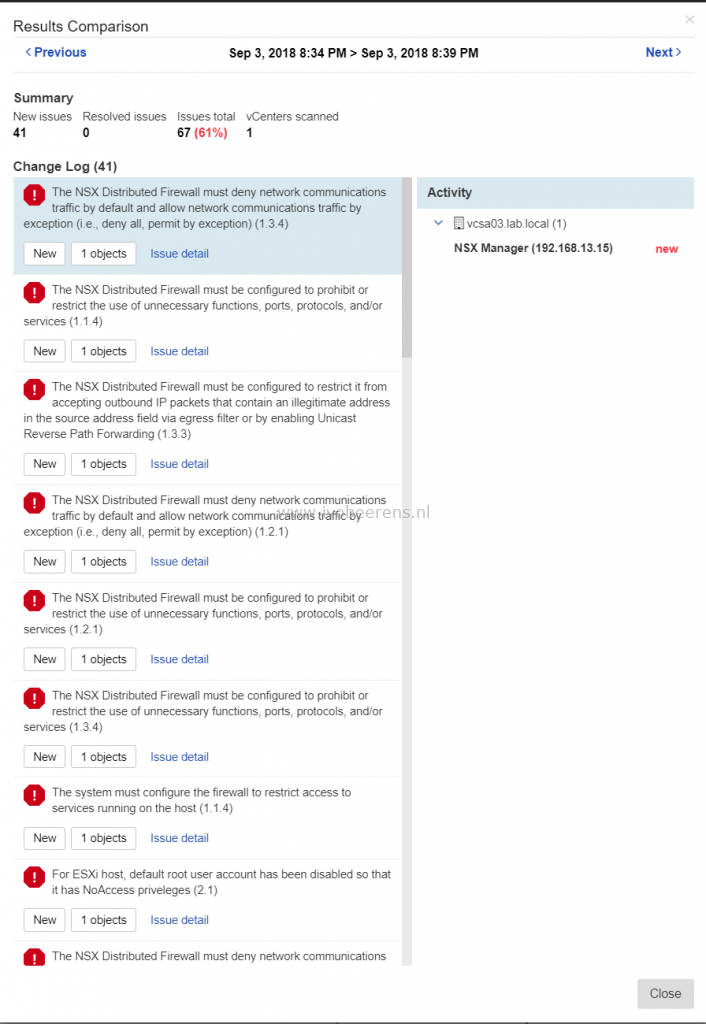 Results Comparison
×
< Previous
Sep 3, 2018 8:34 PM > Sep 3, 2018 8:39 PM
Next >
Summary
New issues Resolved issues Issues total vCenters scanned
41 0 67 (61%) 1
Change Log (41)
The NSX Distributed Firewall must deny network communications
traffic by default and allow network communications traffic by
exception (i.e., deny all, permit by exception) (1.3.4)
New 1 objects Issue detail
The NSX Distributed Firewall must be configured to prohibit or
restrict the use of unnecessary functions, ports, protocols, and/or
services (1.1.4)
New 1 objects Issue detail
The NSX Distributed Firewall must be configured to restrict it from
accepting outbound IP packets that contain an illegitimate address
in the source address field via egress filter or by enabling Unicast
Reverse Path Forwarding (1.3.3)
New 1 objects Issue detail
The NSX Distributed Firewall must deny network communications
traffic by default and allow network communications traffic by
exception (i.e., deny all, permit by exception) (1.2.1)
New 1 objects Issue detail
The NSX Distributed Firewall must be configured to prohibit or
restrict the use of unnecessary functions, ports, protocols, and/or
services (1.2.1)
New 1 objects Issue detail
The NSX Distributed Firewall must be configured to prohibit or
restrict the use of unnecessary functions, ports, protocols, and/or
services (1.3.4)
New 1 objects Issue detail
The system must configure the firewall to restrict access to
services running on the host (1.1.4)
New 1 objects Issue detail
For ESXi host, default root user account has been disabled so that
it has NoAccess priveleges (2.1)
New 1 objects Issue detail
The NSX Distributed Firewall must deny network communications
Activity
vcsa03.lab.local (1)
NSX Manager (192.168.13.15) new
www.ivobeerens.nl
Close